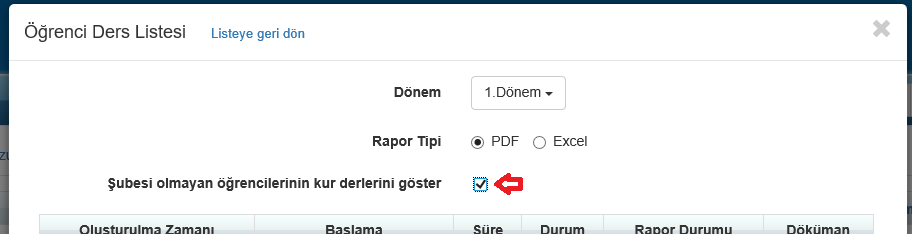 Öğrenci Ders Listesi Listeye geri dön
Dönem 1.Dönem
Rapor Tipi PDF Excel
Şubesi olmayan öğrencilerinin kur derlerini göster
Oluşturulma Zamanı Başlama Süre Durum Rapor Durumu Döküman